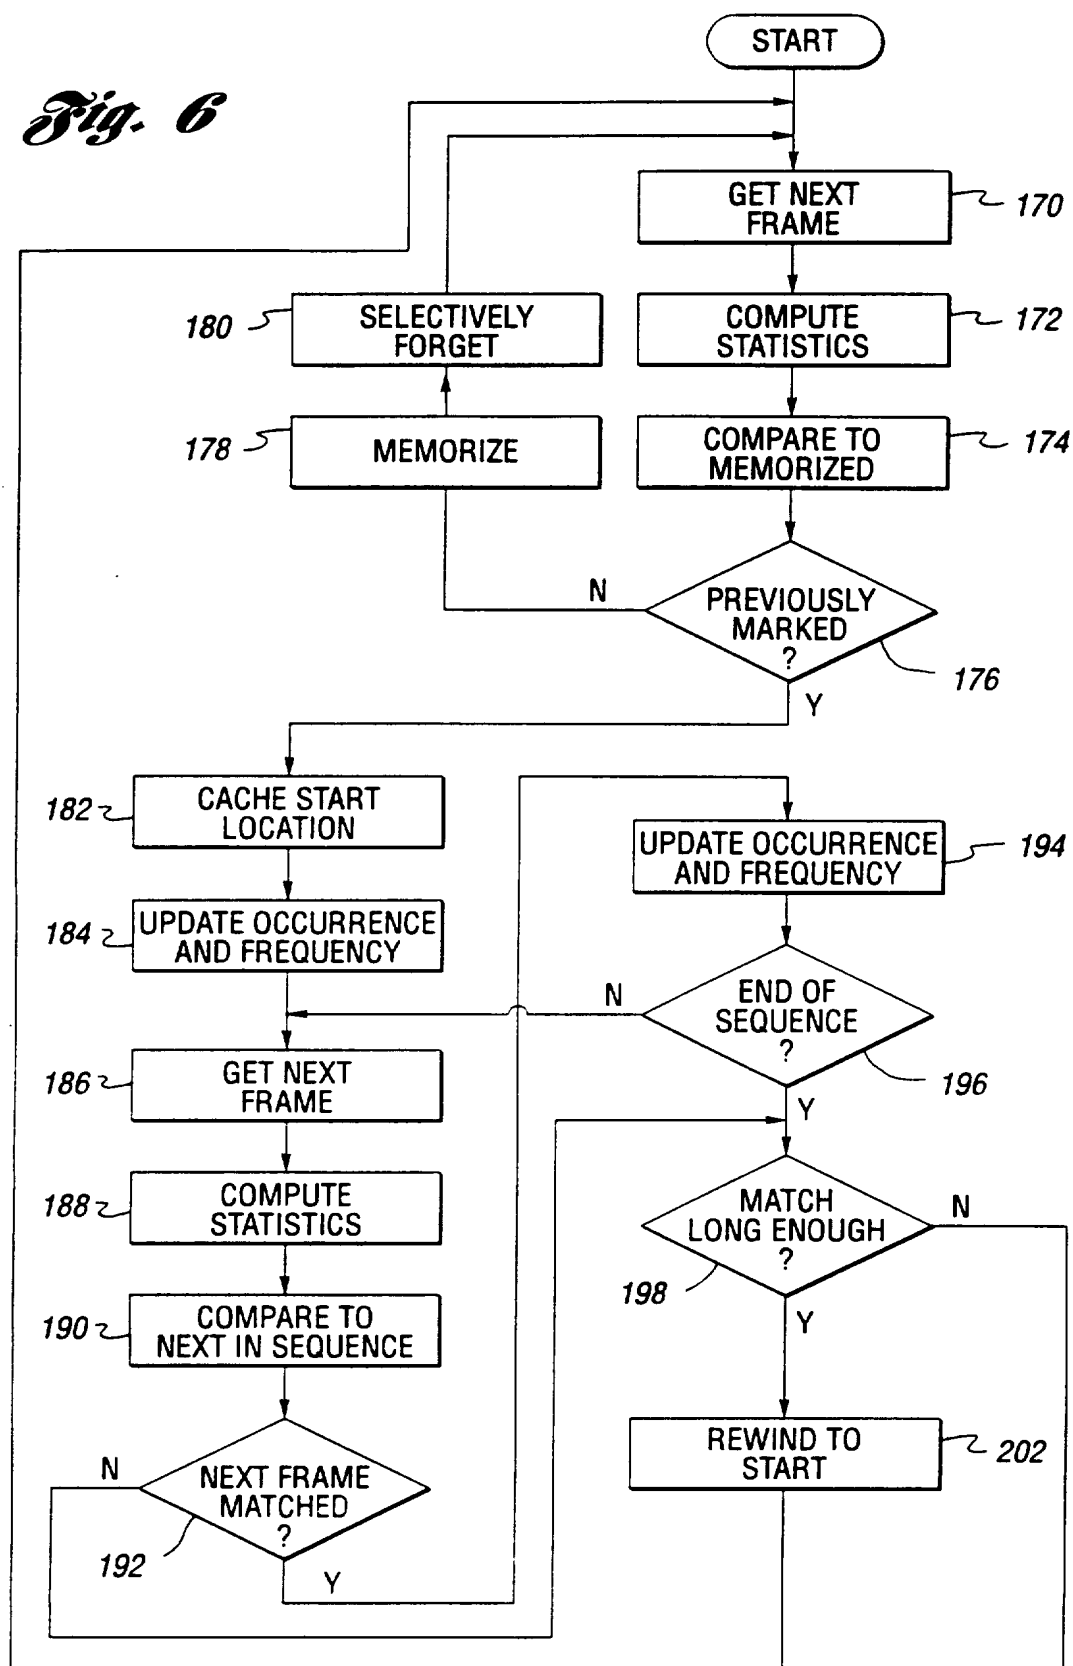 Fig. 6
START
GET NEXT
FRAME
170
COMPUTE
STATISTICS
172
SELECTIVELY
FORGET
180
COMPARE TO
MEMORIZED
174
MEMORIZE
178
PREVIOUSLY
MARKED
?
176
N
Y
CACHE START
LOCATION
182
UPDATE OCCURRENCE
AND FREQUENCY
184
GET NEXT
FRAME
186
COMPUTE
STATISTICS
188
COMPARE TO
NEXT IN SEQUENCE
190
NEXT FRAME
MATCHED
?
192
N
Y
UPDATE OCCURRENCE
AND FREQUENCY
194
END OF
SEQUENCE
?
196
N
Y
MATCH
LONG ENOUGH
?
198
N
Y
REWIND TO
START
202